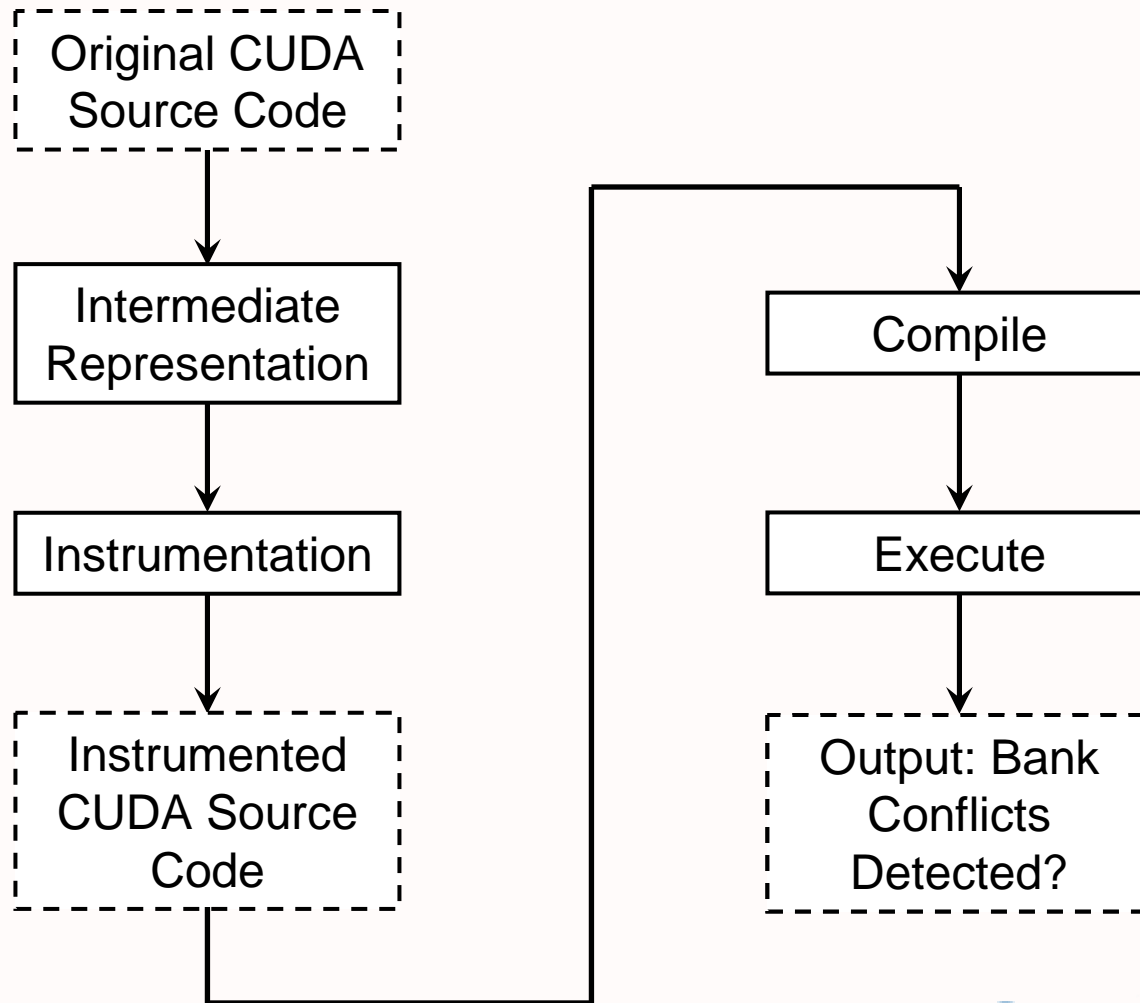 Original CUDA
Source Code
Intermediate
Representation
Instrumentation
Instrumented
CUDA Source
Code
Compile
Execute
Output: Bank
Conflicts
Detected?